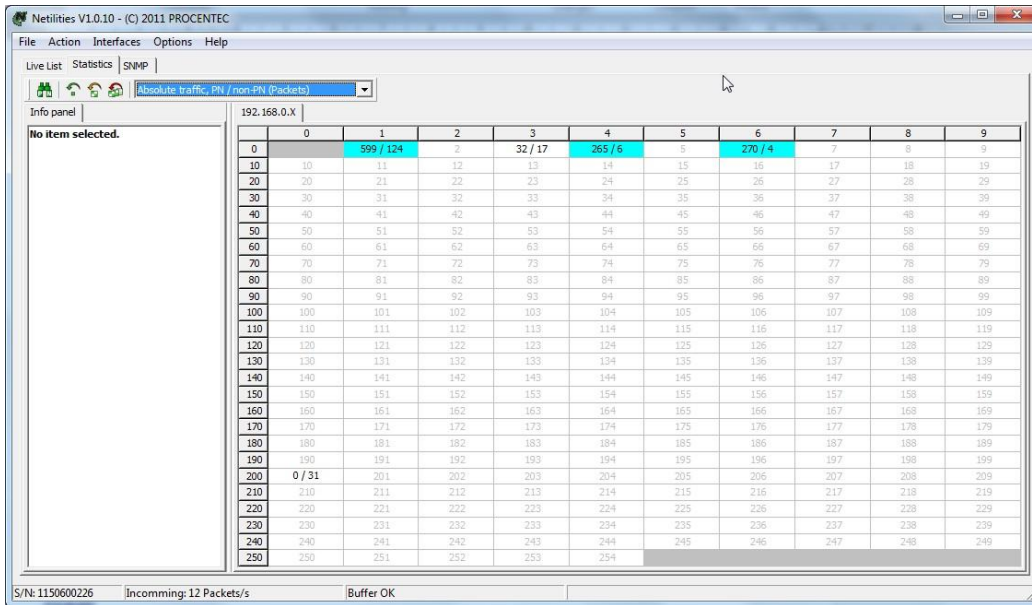 Netilities V1.0.10 - (C) 2011 PROCENTEC
File Action Interfaces Options Help
Live List Statistics SNMP
Absolute traffic, PN / non-PN (Packets)
Info panel 192.168.0.X
No item selected.
0 1 2 3 4 5 6 7 8 9
0 599 / 124 2 32 / 17 265 / 6 5 270 / 4 7 8 9
10 10 11 12 13 14 15 16 17 18 19
20 20 21 22 23 24 25 26 27 28 29
30 30 31 32 33 34 35 36 37 38 39
40 40 41 42 43 44 45 46 47 48 49
50 50 51 52 53 54 55 56 57 58 59
60 60 61 62 63 64 65 66 67 68 69
70 70 71 72 73 74 75 76 77 78 79
80 80 81 82 83 84 85 86 87 88 89
90 90 91 92 93 94 95 96 97 98 99
100 100 101 102 103 104 105 106 107 108 109
110 110 111 112 113 114 115 116 117 118 119
120 120 121 122 123 124 125 126 127 128 129
130 130 131 132 133 134 135 136 137 138 139
140 140 141 142 143 144 145 146 147 148 149
150 150 151 152 153 154 155 156 157 158 159
160 160 161 162 163 164 165 166 167 168 169
170 170 171 172 173 174 175 176 177 178 179
180 180 181 182 183 184 185 186 187 188 189
190 190 191 192 193 194 195 196 197 198 199
200 0 / 31 201 202 203 204 205 206 207 208 209
210 210 211 212 213 214 215 216 217 218 219
220 220 221 222 223 224 225 226 227 228 229
230 230 231 232 233 234 235 236 237 238 239
240 240 241 242 243 244 245 246 247 248 249
250 250 251 252 253 254
S/N: 1150600226 Incomming: 12 Packets/s Buffer OK